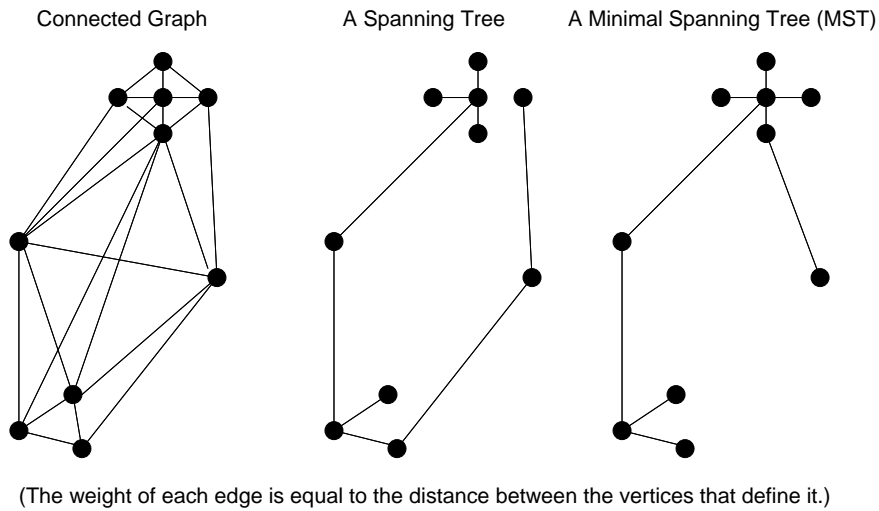 Connected Graph
A Spanning Tree
A Minimal Spanning Tree (MST)
(The weight of each edge is equal to the distance between the vertices that define it.)